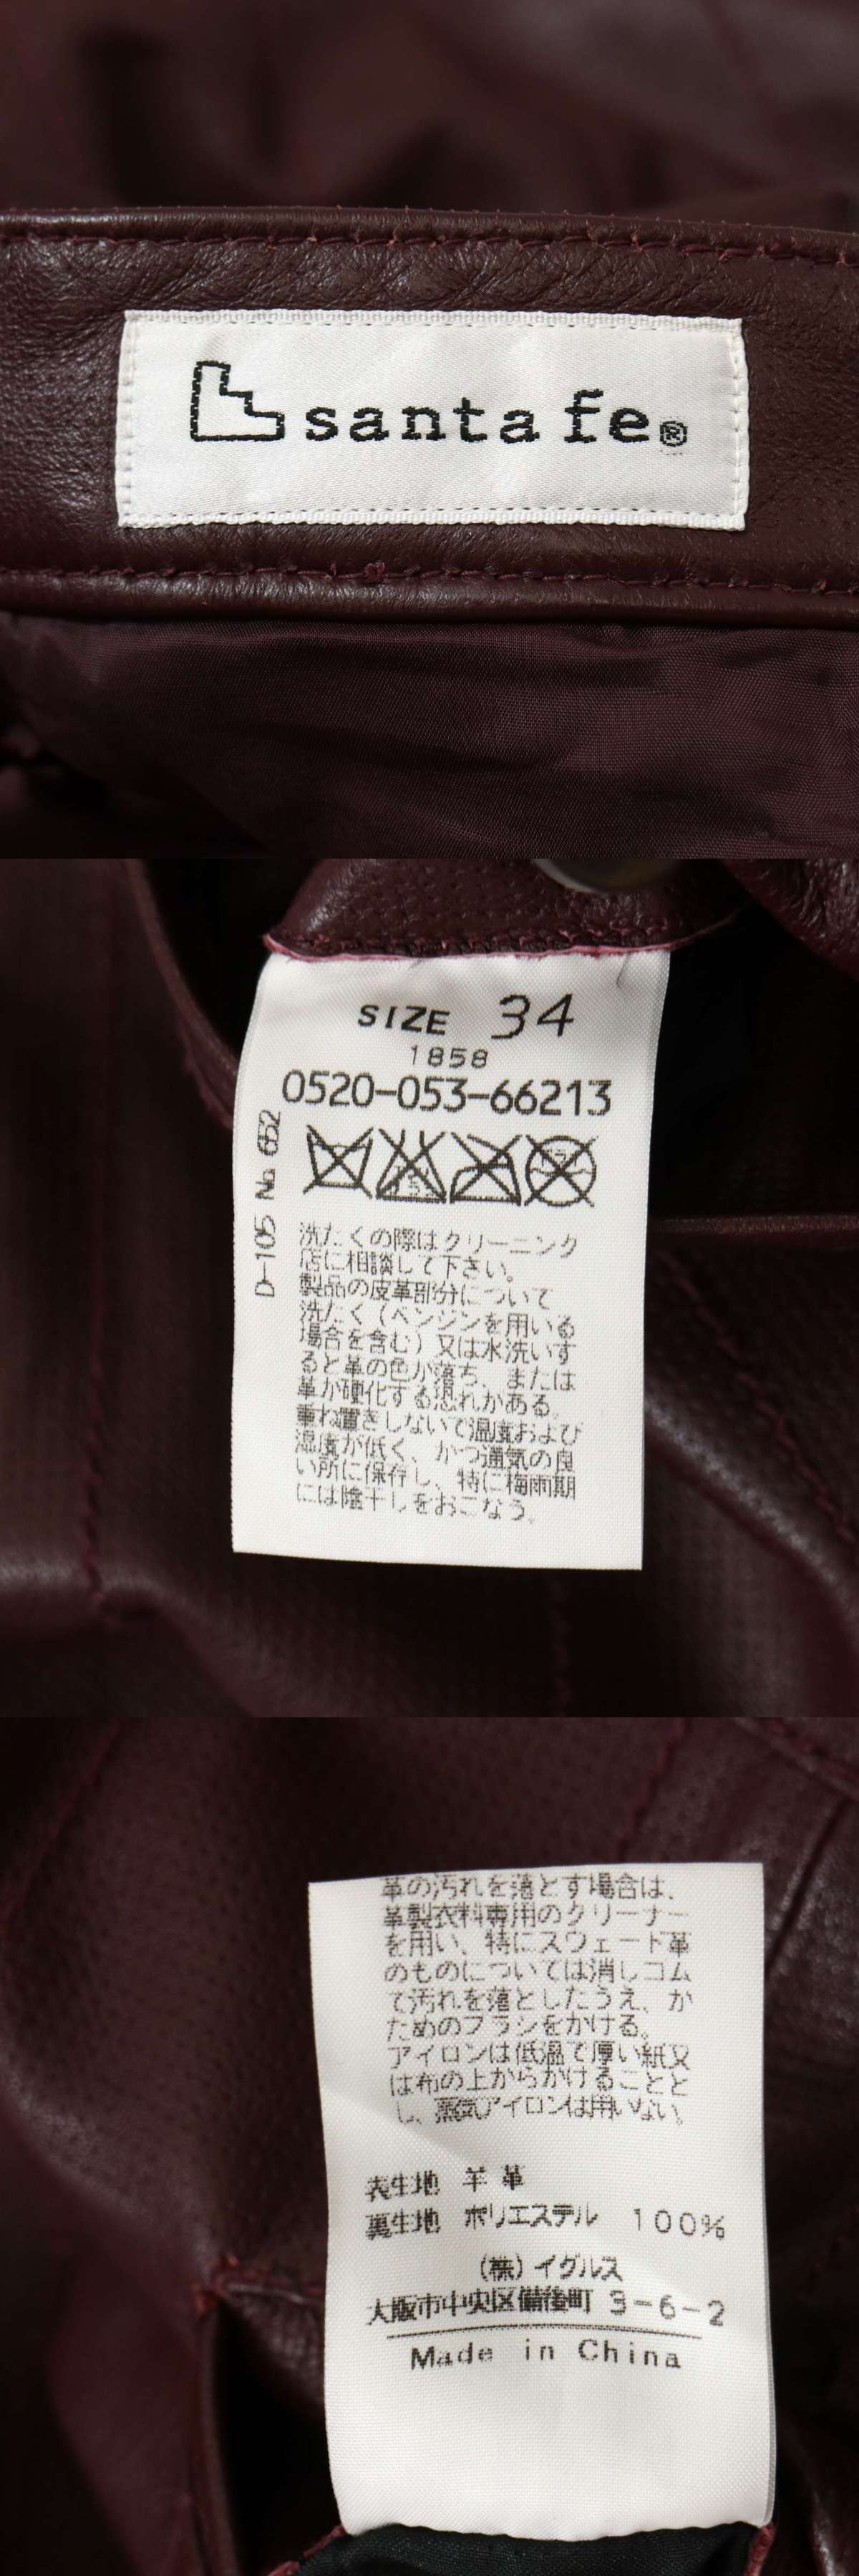 santa fe®
SIZE 34
1858
0520-053-66213
D-105 No 652
洗たくの際はクリーニング
店に相談して下さい。
製品の皮革部分について
洗たく（ベンジンを用いる
場合を含む）又は水洗いす
ると革の色が落ち、または
革が硬化する恐れがある。
重ね置きしないで温度および
湿度が低く、かつ通気の良
い所に保存し、特に梅雨期
には陰干しをおこなう。
革の汚れを落とす場合は、
革製衣料専用のクリーナー
を用い、特にスウェード革
のものについては消しゴム
で汚れを落としたうえ、か
ためのブラシをかける。
アイロンは低温で厚い紙又
は布の上からかけることと
し、蒸気アイロンは用いない。
表生地 羊革
裏生地 ポリエステル 100%
（株）イグルス
大阪市中央区備後町 3-6-2
Made in China